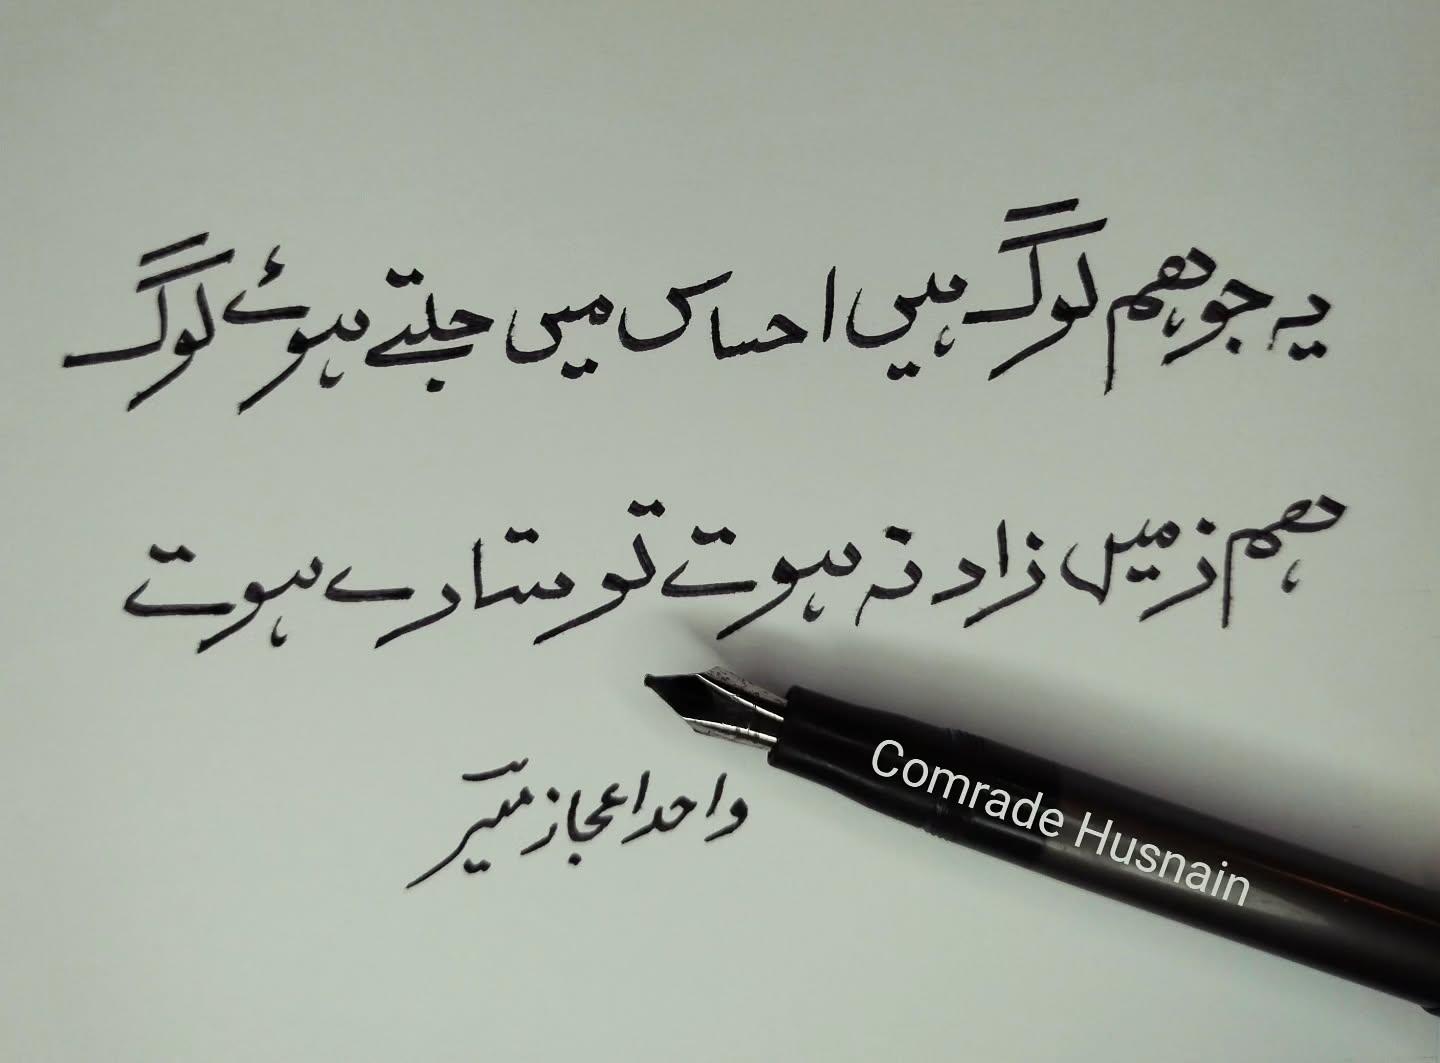 یہ جو ہم لوگ ہیں احساس میں جلتے ہوئے لوگ
ہم زمیں زاد نہ ہوتے تو ستارے ہوتے
واحد اعجاز میر
Comrade Husnain